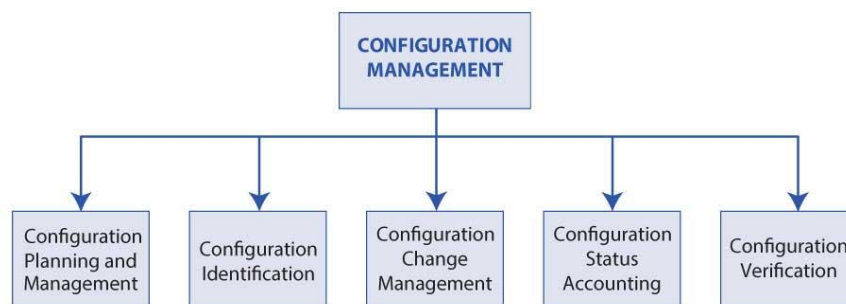 CONFIGURATION
MANAGEMENT
Configuration
Planning and
Management
Configuration
Identification
Configuration
Change
Management
Configuration
Status
Accounting
Configuration
Verification